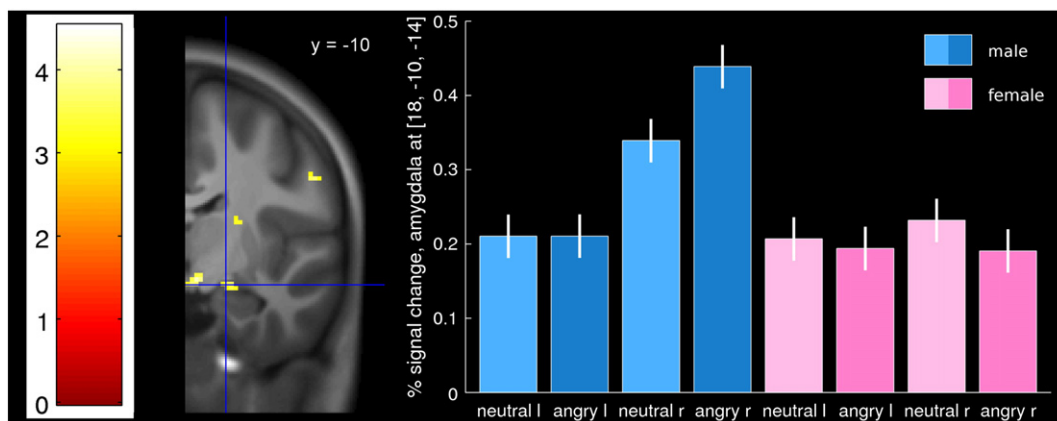 4
3
2
1
0
y = -10
% signal change, amygdala at [18, -10, -14]
0.5
0.4
0.3
0.2
0.1
0
male
female
neutral l
angry l
neutral r
angry r
neutral l
angry l
neutral r
angry r